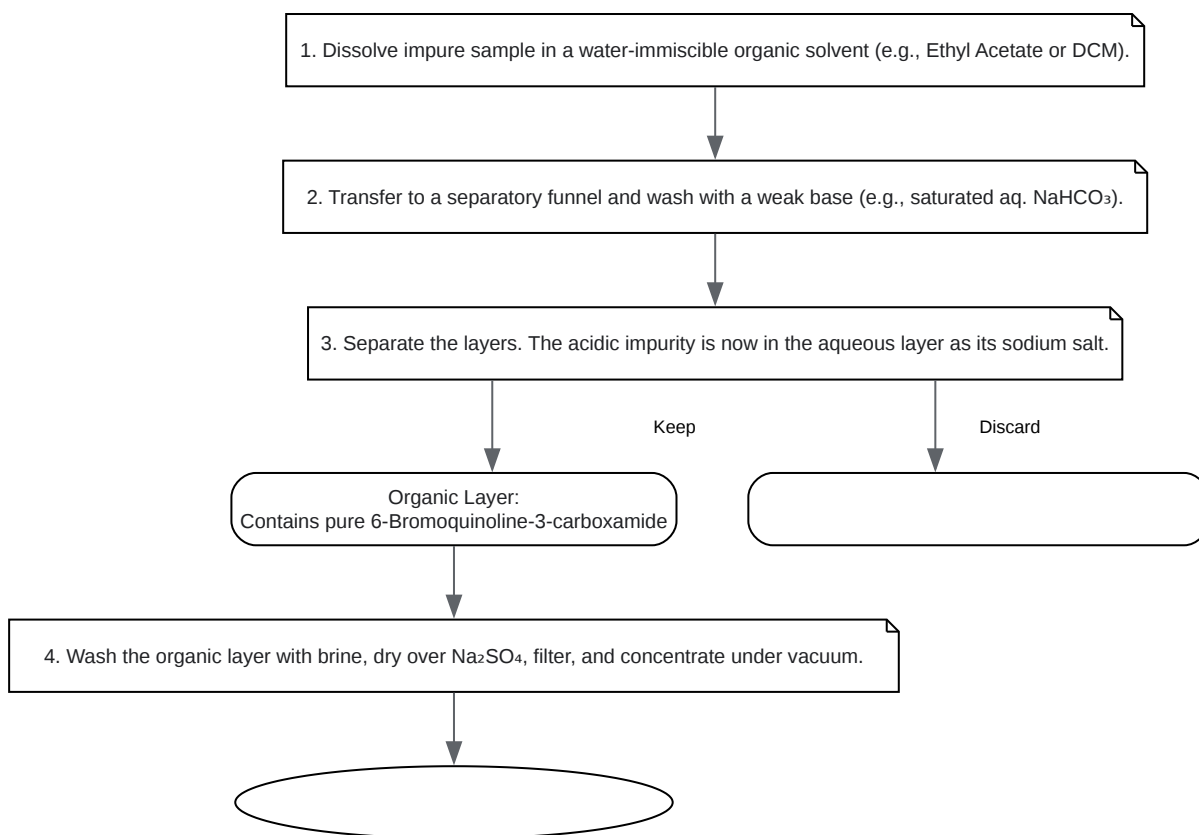 1. Dissolve impure sample in a water-immiscible organic solvent (e.g., Ethyl Acetate or DCM).
2. Transfer to a separatory funnel and wash with a weak base (e.g., saturated aq. NaHCO₃).
3. Separate the layers. The acidic impurity is now in the aqueous layer as its sodium salt.
Keep
Discard
Organic Layer:
Contains pure 6-Bromoquinoline-3-carboxamide
4. Wash the organic layer with brine, dry over Na₂SO₄, filter, and concentrate under vacuum.